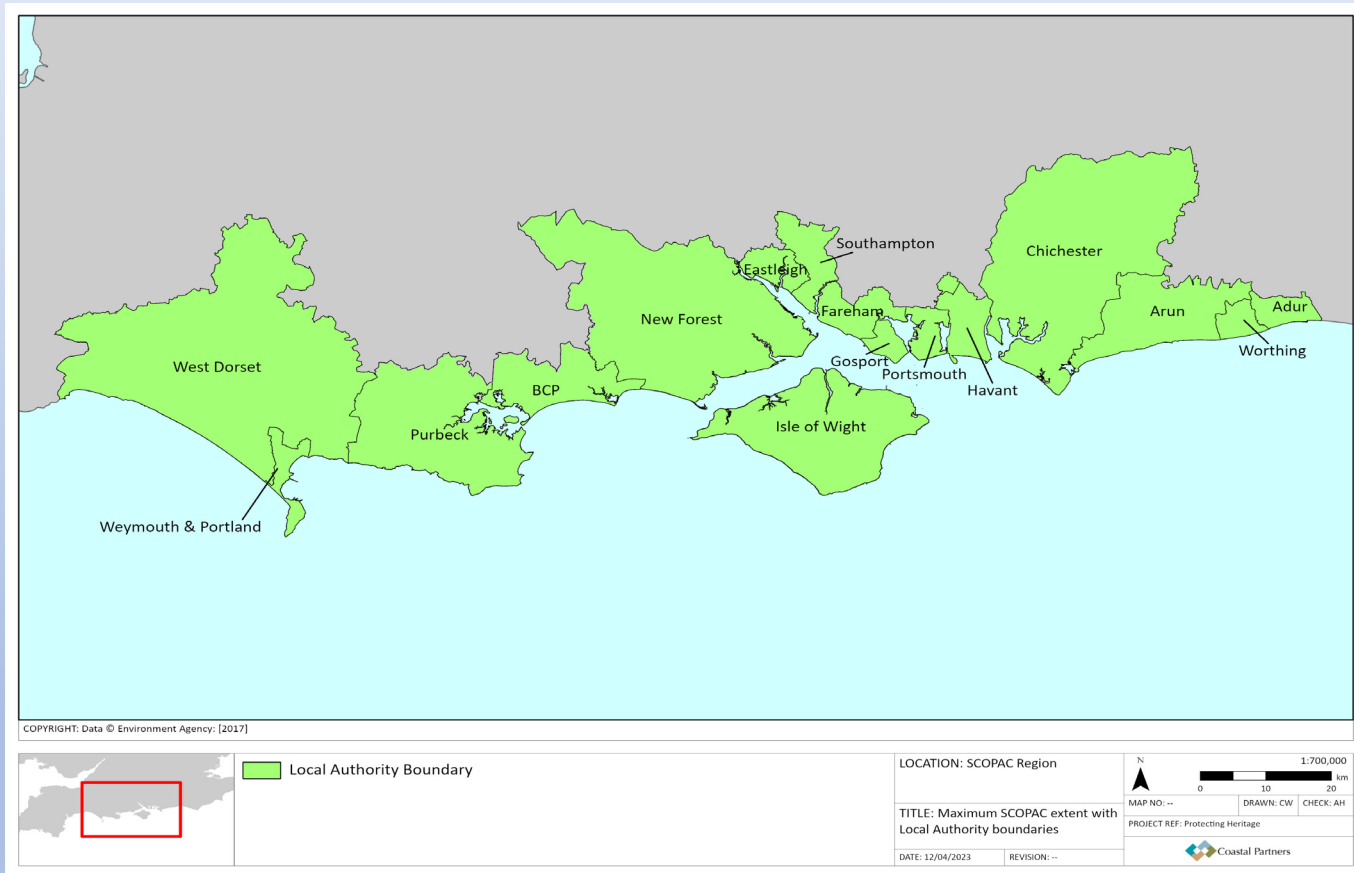 Southampton
Chichester
Eastleigh
New Forest
Fareham
Arun
Adur
Gosport
Worthing
West Dorset
Portsmouth
Havant
BCP
Isle of Wight
Purbeck
Weymouth & Portland
COPYRIGHT: Data © Environment Agency: [2017]
Local Authority Boundary
LOCATION: SCOPAC Region
TITLE: Maximum SCOPAC extent with
Local Authority boundaries
DATE: 12/04/2023
REVISION: --
N
1:700,000
km
0 10 20
MAP NO: --
DRAWN: CW
CHECK: AH
PROJECT REF: Protecting Heritage
Coastal Partners